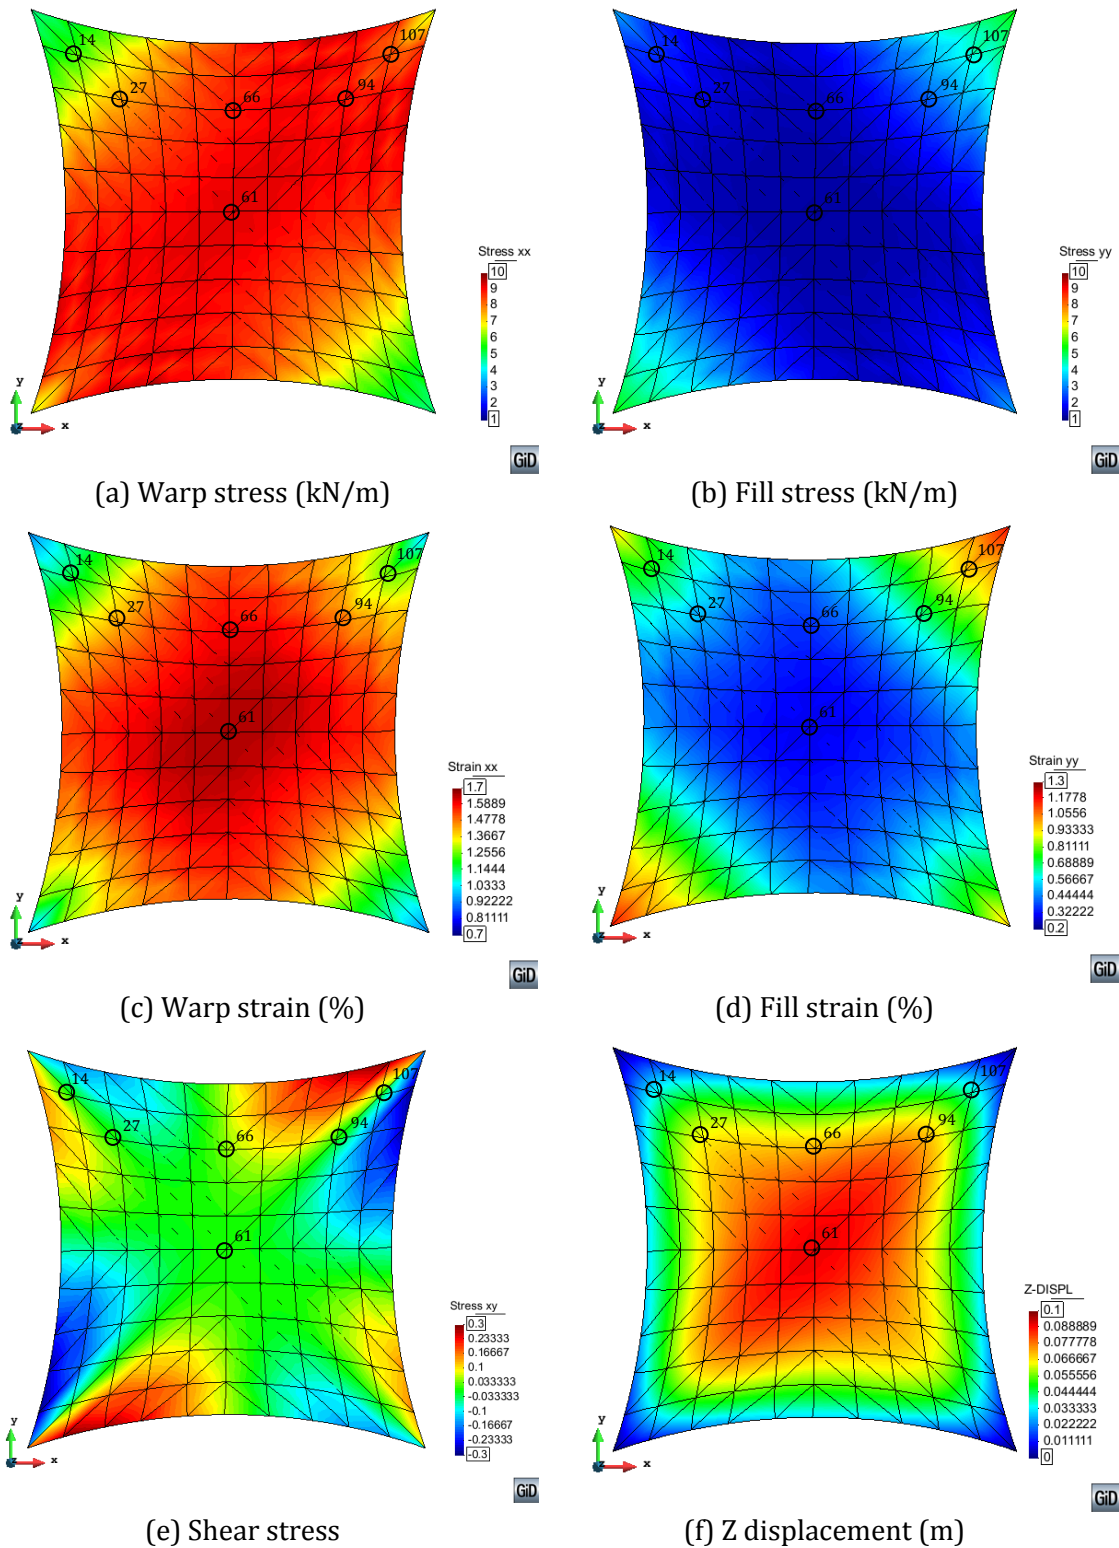 14
107
27
66
94
61
Stress xx
10
9
8
7
6
5
4
3
2
1
y
z
x
GiD
(a) Warp stress (kN/m)
14
107
27
66
94
61
Stress yy
10
9
8
7
6
5
4
3
2
1
y
z
x
GiD
(b) Fill stress (kN/m)
14
107
27
66
94
61
Strain xx
1.7
1.5889
1.4778
1.3667
1.2556
1.1444
1.0333
0.92222
0.81111
0.7
y
z
x
GiD
(c) Warp strain (%)
14
107
27
66
94
61
Strain yy
1.3
1.1778
1.0556
0.93333
0.81111
0.68889
0.56667
0.44444
0.32222
0.2
y
z
x
GiD
(d) Fill strain (%)
14
107
27
66
94
61
Stress xy
0.3
0.23333
0.16667
0.1
0.033333
-0.033333
-0.1
-0.16667
-0.23333
-0.3
y
z
x
GiD
(e) Shear stress
14
107
27
66
94
61
Z-DISPL
0.1
0.088889
0.077778
0.066667
0.055556
0.044444
0.033333
0.022222
0.011111
0
y
z
x
GiD
(f) Z displacement (m)